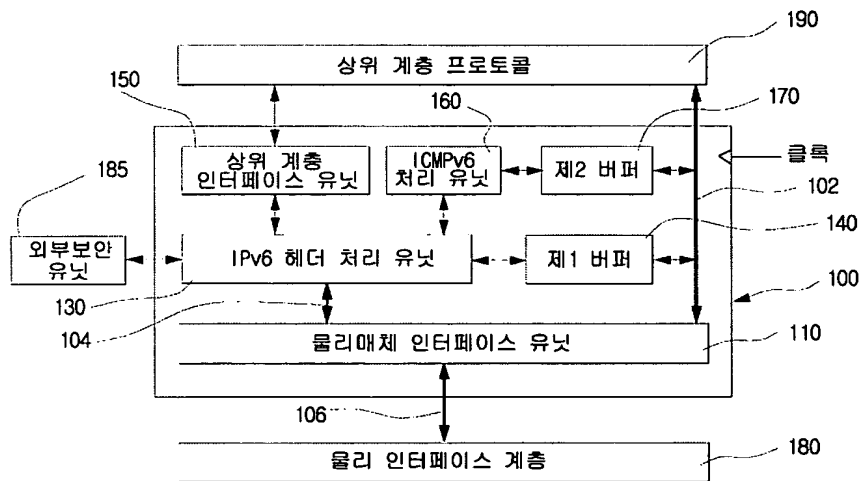 190
상위 계층 프로토콜
150
160
170
상위 계층
인터페이스 유닛
ICMPv6
처리 유닛
제2 버퍼
클록
102
185
140
외부보안
유닛
IPv6 헤더 처리 유닛
제1 버퍼
100
130
104
물리매체 인터페이스 유닛
110
106
물리 인터페이스 계층
180